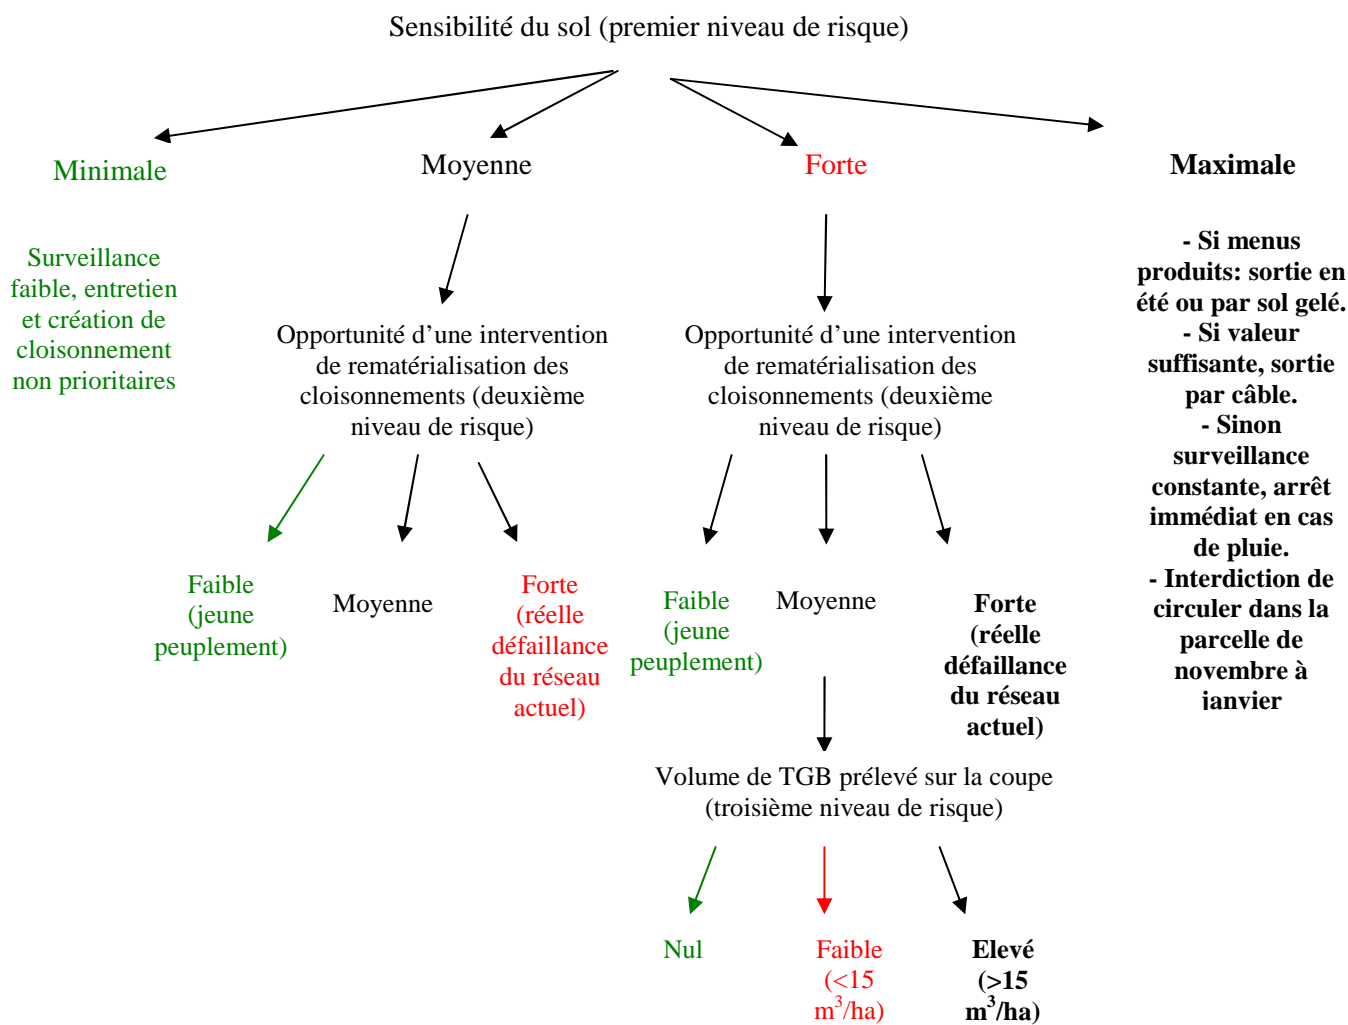 Sensibilité du sol (premier niveau de risque)
Minimale
Moyenne
Forte
Maximale
Surveillance
faible, entretien
et création de
cloisonnement
non prioritaires
Opportunité d’une intervention
de rematérialisation des
cloisonnements (deuxième
niveau de risque)
Opportunité d’une intervention
de rematérialisation des
cloisonnements (deuxième
niveau de risque)
- Si menus
produits: sortie en
été ou par sol gelé.
- Si valeur
suffisante, sortie
par câble.
- Sinon
surveillance
constante, arrêt
immédiat en cas
de pluie.
- Interdiction de
circuler dans la
parcelle de
novembre à
janvier
Faible
(jeune
peuplement)
Moyenne
Forte
(réelle
défaillance
du réseau
actuel)
Faible
(jeune
peuplement)
Moyenne
Forte
(réelle
défaillance
du réseau
actuel)
Volume de TGB prélevé sur la coupe
(troisième niveau de risque)
Nul
Faible
(<15
m³/ha)
Elevé
(>15
m³/ha)